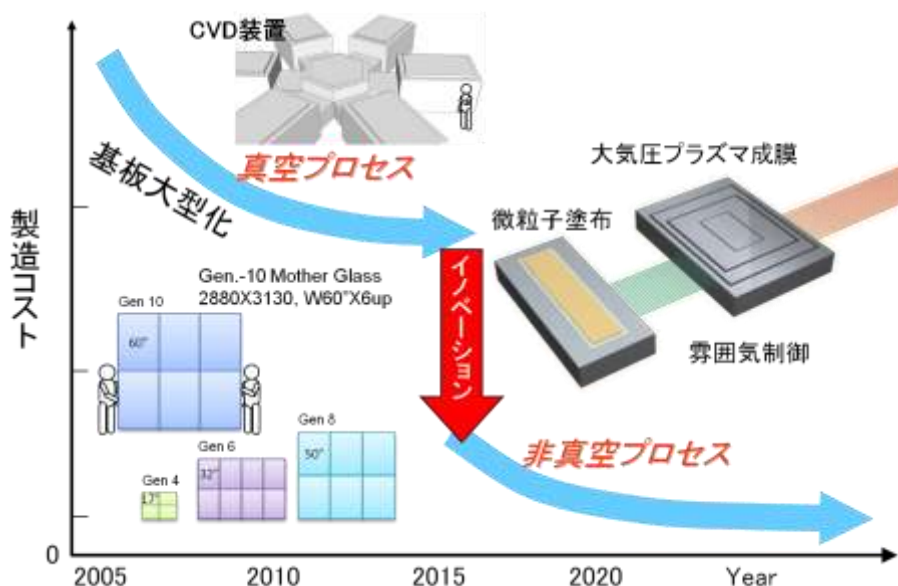 CVD装置
真空プロセス
基板大型化
大気圧プラズマ成膜
微粒子塗布
雰囲気制御
製造コスト
イノベーション
Gen.-10 Mother Glass
2880X3130, W60"X6up
Gen 10
60"
Gen 8
50"
Gen 6
32"
Gen 4
17"
非真空プロセス
0
2005
2010
2015
2020
Year